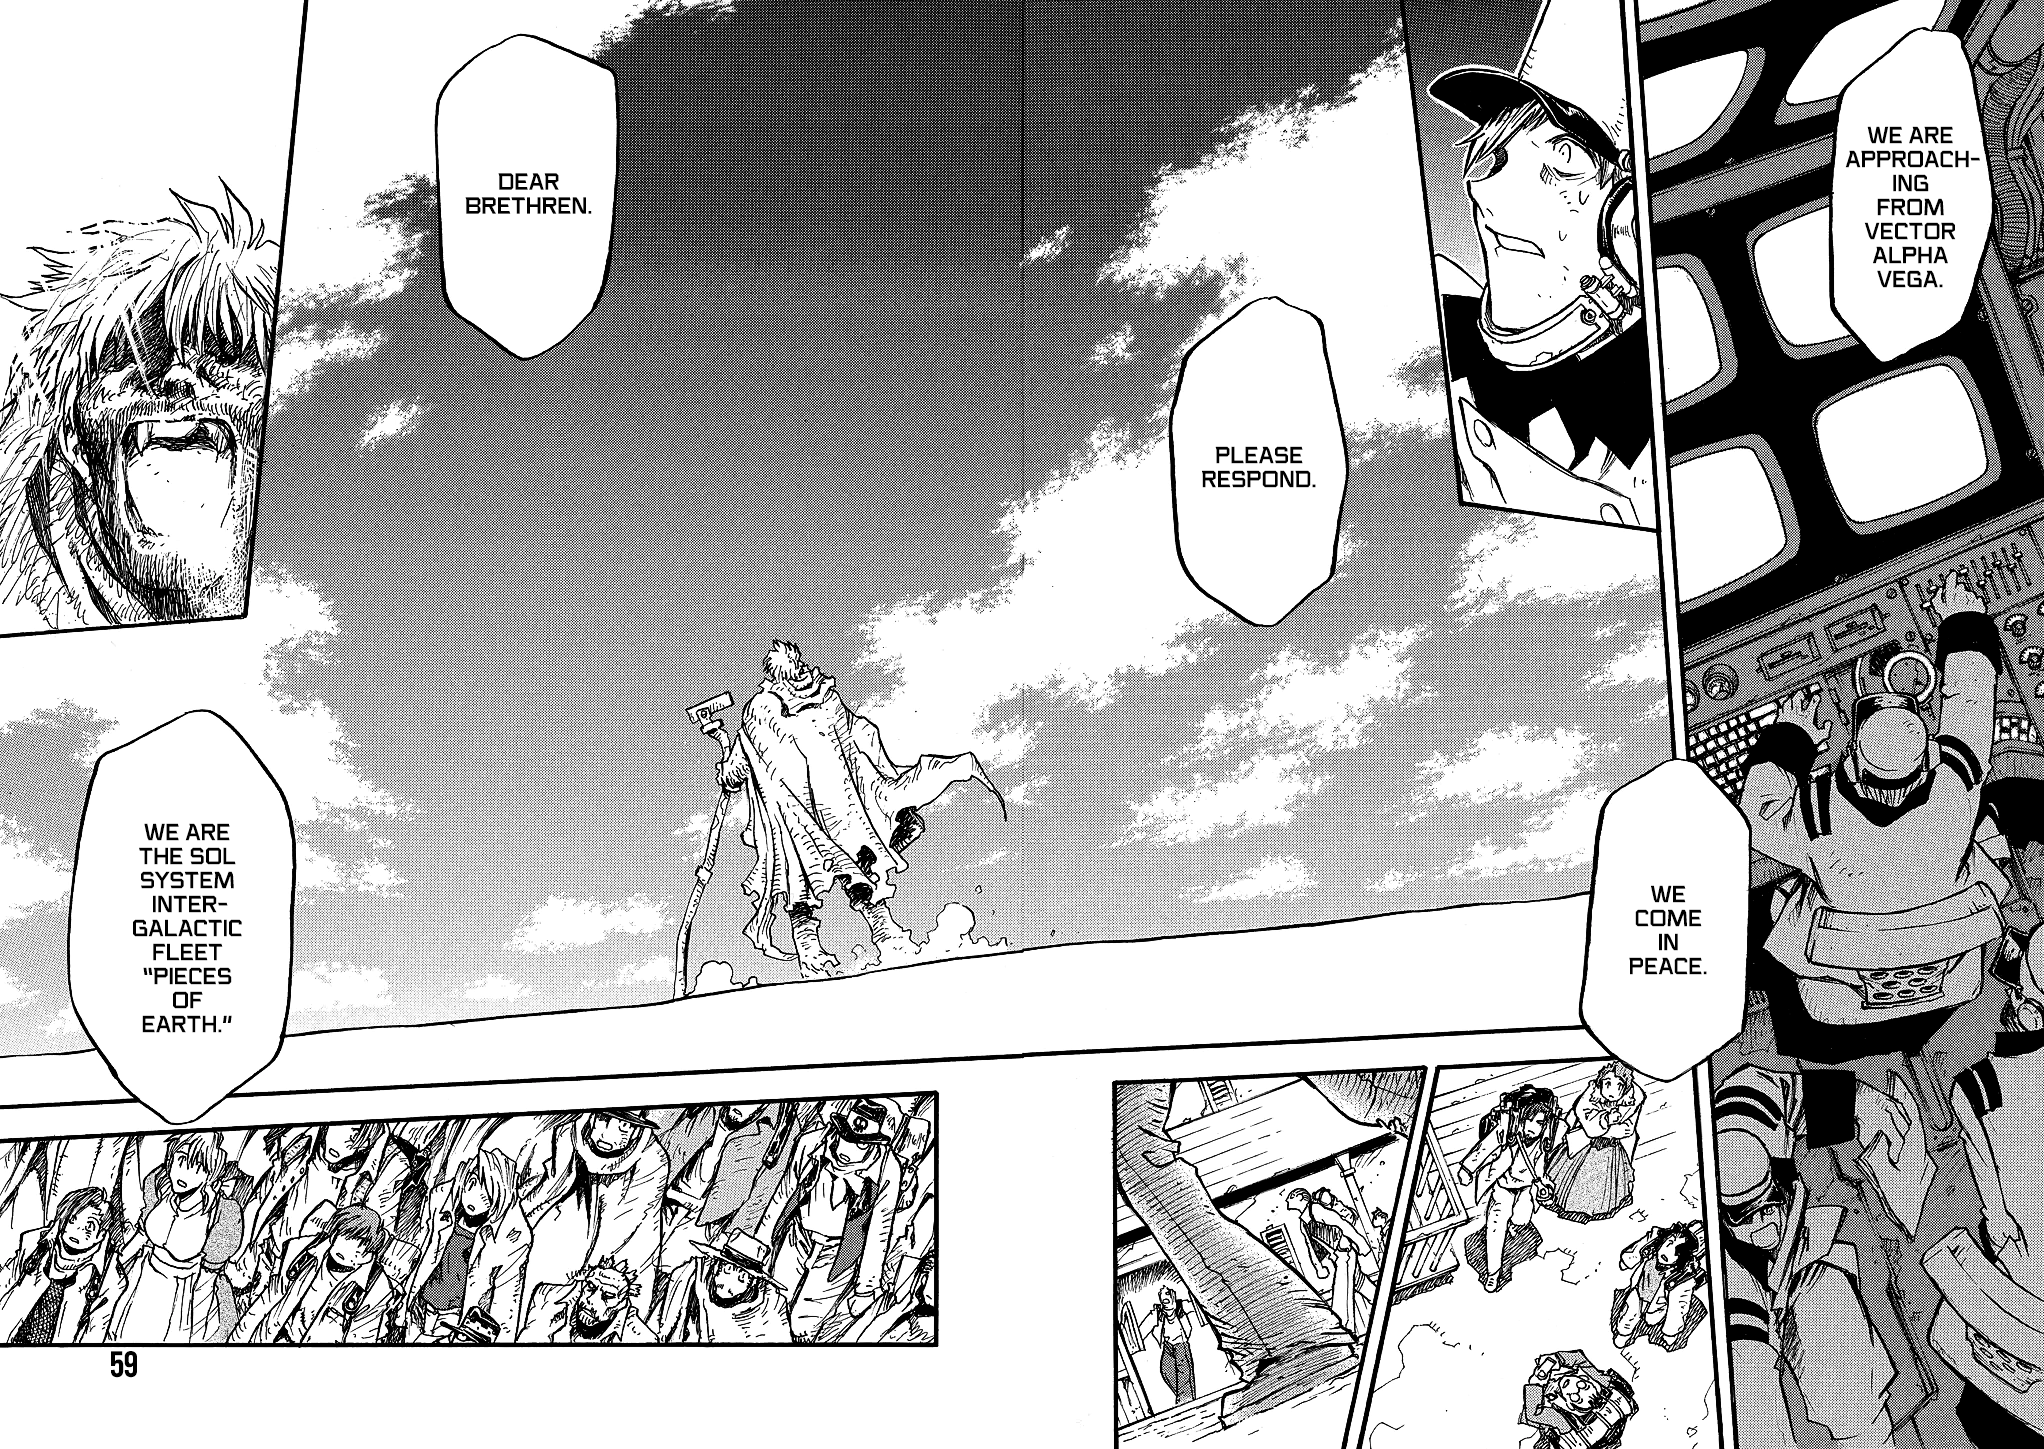 WE ARE
APPROACH-
ING
FROM
VECTOR
ALPHA
VEGA.
WE
COME
IN
PEACE.
PLEASE
RESPOND.
DEAR
BRETHREN.
WE ARE
THE SOL
SYSTEM
INTER-
GALACTIC
FLEET
“PIECES
OF
EARTH.”
59